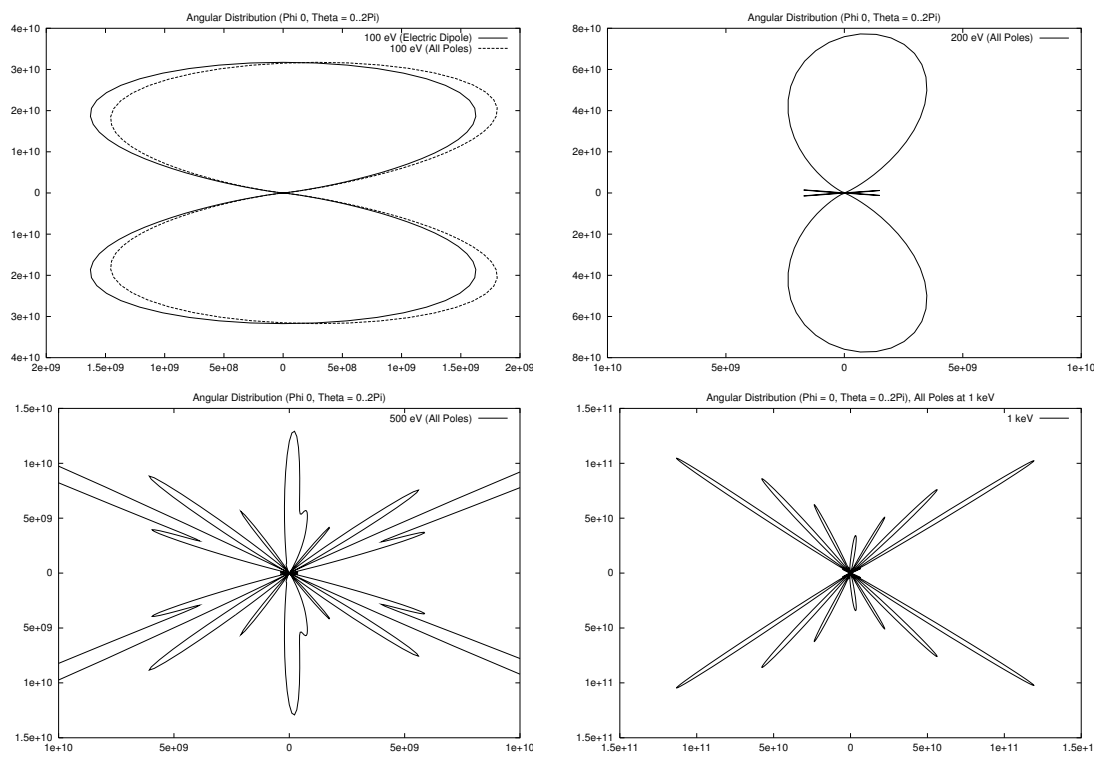 Angular Distribution (Phi 0, Theta = 0..2Pi)
4e+10
3e+10
2e+10
1e+10
0
1e+10
2e+10
3e+10
4e+10
100 eV (Electric Dipole)
100 eV (All Poles)
2e+09 1.5e+09 1e+09 5e+08 0 5e+08 1e+09 1.5e+09 2e+09
Angular Distribution (Phi 0, Theta = 0..2Pi)
8e+10
6e+10
4e+10
2e+10
0
2e+10
4e+10
6e+10
8e+10
200 eV (All Poles)
1e+10 5e+09 0 5e+09 1e+10
Angular Distribution (Phi 0, Theta = 0..2Pi)
1.5e+10
1e+10
5e+09
0
5e+09
1e+10
1.5e+10
500 eV (All Poles)
1e+10 5e+09 0 5e+09 1e+10
Angular Distribution (Phi = 0, Theta = 0..2Pi), All Poles at 1 keV
1.5e+11
1e+11
5e+10
0
5e+10
1e+11
1.5e+11
1 keV
1.5e+11 1e+11 5e+10 0 5e+10 1e+11 1.5e+11